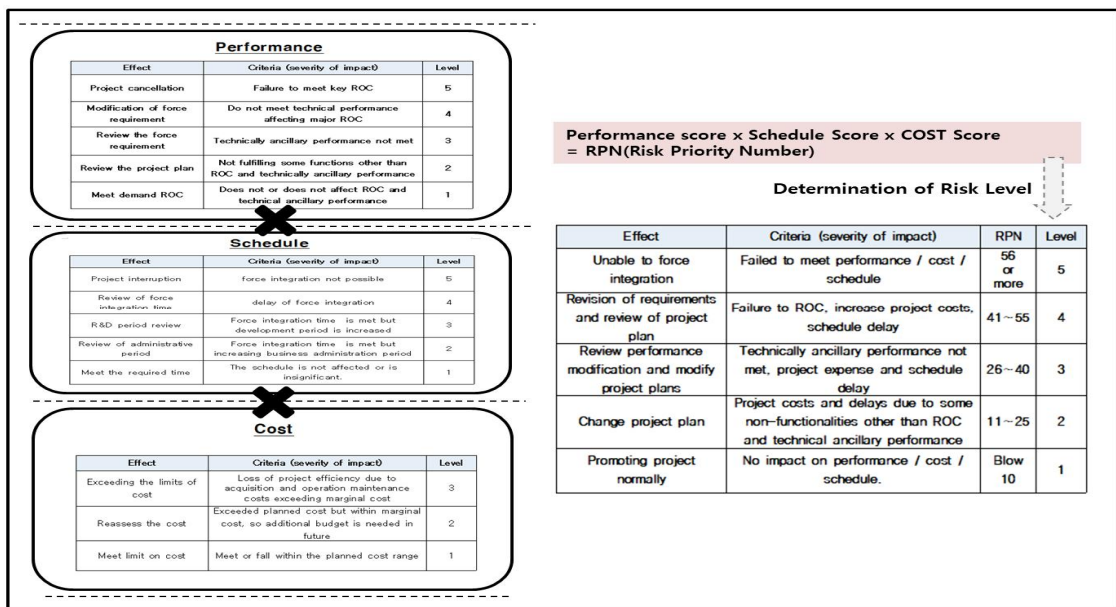 Performance
Effect Criteria (severity of impact) Level
Project cancellation Failure to meet key ROC 5
Modification of force
requirement
Do not meet technical performance
affecting major ROC
4
Review the force
requirement
Technically ancillary performance not met 3
Review the project plan
Not fulfilling some functions other than
ROC and technically ancillary performance
2
Meet demand ROC
Does not or does not affect ROC and
technical ancillary performance
1
Schedule
Effect Criteria (severity of impact) Level
Project interruption force integration not possible 5
Review of force
integration time
delay of force integration 4
R&D period review
Force integration time is met but
development period is increased
3
Review of administrative
period
Force integration time is met but
increasing business administration period
2
Meet the required time
The schedule is not affected or is
insignificant.
1
Cost
Effect Criteria (severity of impact) Level
Exceeding the limits of
cost
Loss of project efficiency due to
acquisition and operation maintenance
costs exceeding marginal cost
3
Reassess the cost
Exceeded planned cost but within marginal
cost, so additional budget is needed in
future
2
Meet limit on cost Meet or fall within the planned cost range 1
Performance score x Schedule Score x COST Score
= RPN(Risk Priority Number)
Determination of Risk Level
Effect Criteria (severity of impact) RPN Level
Unable to force
integration
Failed to meet performance / cost /
schedule
56
or
more
5
Revision of requirements
and review of project
plan
Failure to ROC, increase project costs,
schedule delay
41~55 4
Review performance
modification and modify
project plans
Technically ancillary performance not
met, project expense and schedule
delay
26~40 3
Change project plan
Project costs and delays due to some
non-functionalities other than ROC
and technical ancillary performance
11~25 2
Promoting project
normally
No impact on performance / cost /
schedule.
Blow
10
1